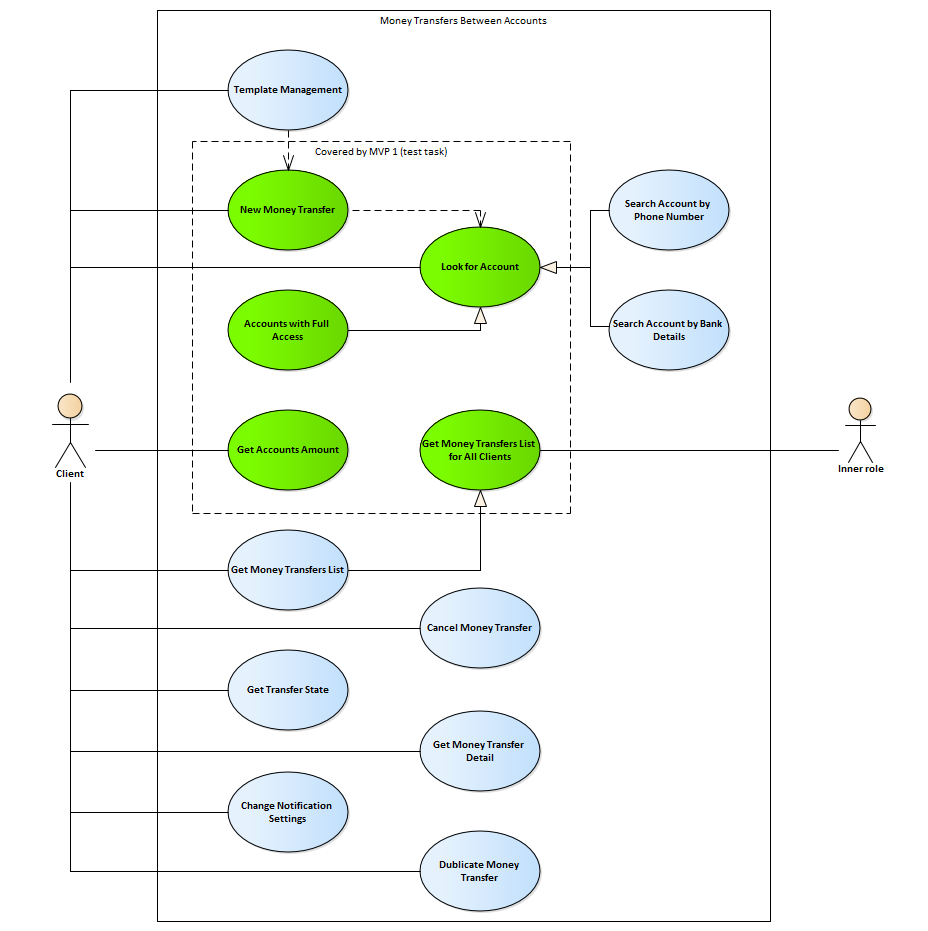 Money Transfers Between Accounts
Template Management
Covered by MVP 1 (test task)
New Money Transfer
Search Account by
Phone Number
Look for Account
Accounts with Full
Access
Search Account by Bank
Details
Client
Get Accounts Amount
Get Money Transfers List
for All Clients
Inner role
Get Money Transfers List
Cancel Money Transfer
Get Transfer State
Get Money Transfer
Detail
Change Notification
Settings
Dublicate Money
Transfer